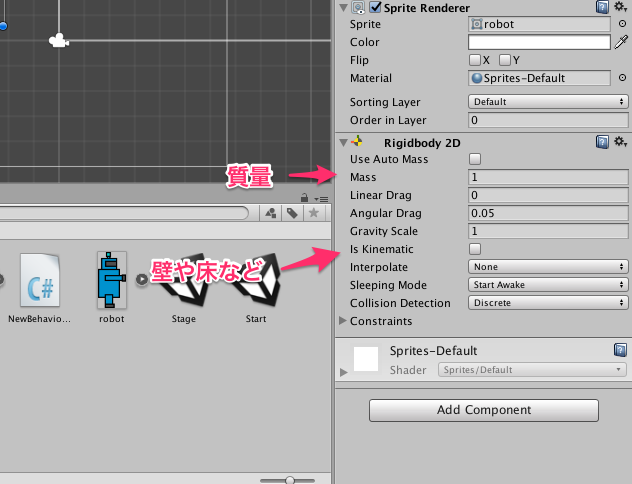 Sprite Renderer
Sprite robot
Color
Flip X Y
Material Sprites-Default
Sorting Layer Default
Order in Layer 0
Rigidbody 2D
Use Auto Mass
質量
Mass 1
Linear Drag 0
Angular Drag 0.05
Gravity Scale 1
壁や床など
Is Kinematic
Interpolate None
Sleeping Mode Start Awake
Collision Detection Discrete
Constraints
C#
NewBehavio...
robot
Stage
Start
Sprites-Default
Shader Sprites/Default
Add Component